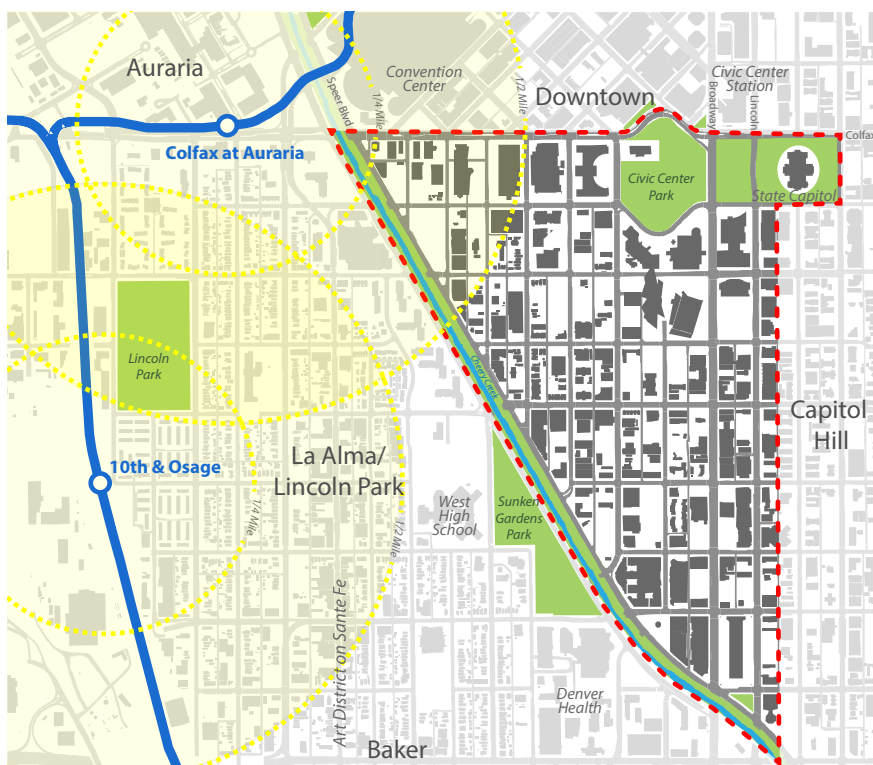 Auraria
Convention
Center
Speer Blvd
1/4 Mile
1/2 Mile
Downtown
Civic Center
Station
Broadway
Lincoln
Colfax
Colfax at Auraria
Civic Center
Park
State Capitol
Lincoln
Park
Cherry Creek
Capitol
Hill
La Alma/
Lincoln Park
10th & Osage
1/4 Mile
1/2 Mile
West
High
School
Sunken
Gardens
Park
Art District on Sante Fe
Denver
Health
Baker